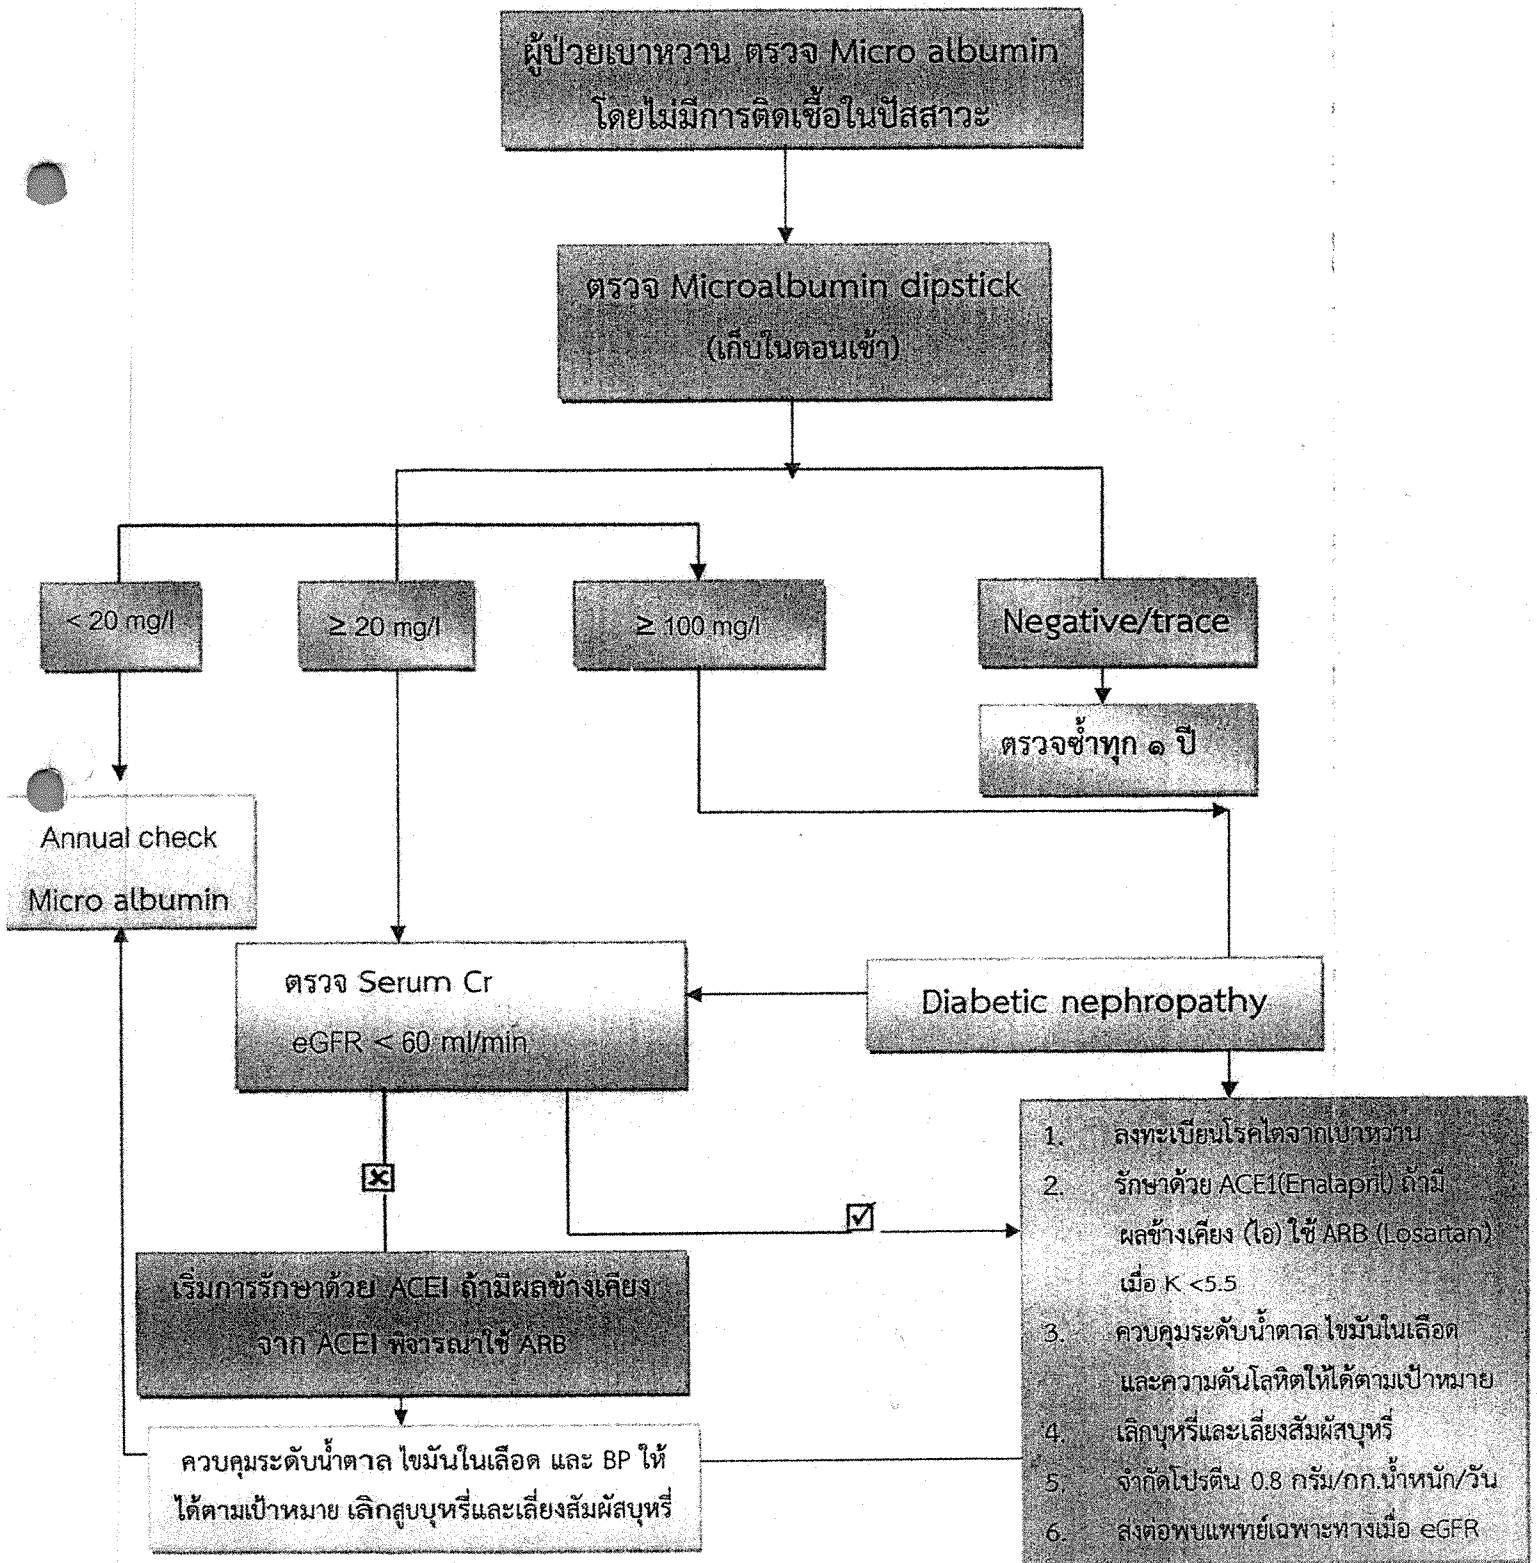 ผู้ป่วยเบาหวาน ตรวจ Micro albumin
โดยไม่มีการติดเชื้อในปัสสาวะ
ตรวจ Microalbumin dipstick
(เก็บในตอนเช้า)
< 20 mg/l
≥ 20 mg/l
≥ 100 mg/l
Negative/trace
ตรวจซ้ำทุก ๑ ปี
Annual check
Micro albumin
ตรวจ Serum Cr
eGFR < 60 ml/min
Diabetic nephropathy
เริ่มการรักษาด้วย ACEI ถ้ามีผลข้างเคียง
จาก ACEI พิจารณาใช้ ARB
ควบคุมระดับน้ำตาล ไขมันในเลือด และ BP ให้
ได้ตามเป้าหมาย เลิกสูบบุหรี่และเลี่ยงสัมผัสบุหรี่
1. ลงทะเบียนโรคไตจากเบาหวาน
2. รักษาด้วย ACE1(Enalapril) ถ้ามี
ผลข้างเคียง (ไอ) ใช้ ARB (Losartan)
เมื่อ K <5.5
3. ควบคุมระดับน้ำตาล ไขมันในเลือด
และความดันโลหิตให้ได้ตามเป้าหมาย
4. เลิกบุหรี่และเลี่ยงสัมผัสบุหรี่
5. จำกัดโปรตีน 0.8 กรัม/กก.น้ำหนัก/วัน
6. ส่งต่อพบแพทย์เฉพาะทางเมื่อ eGFR